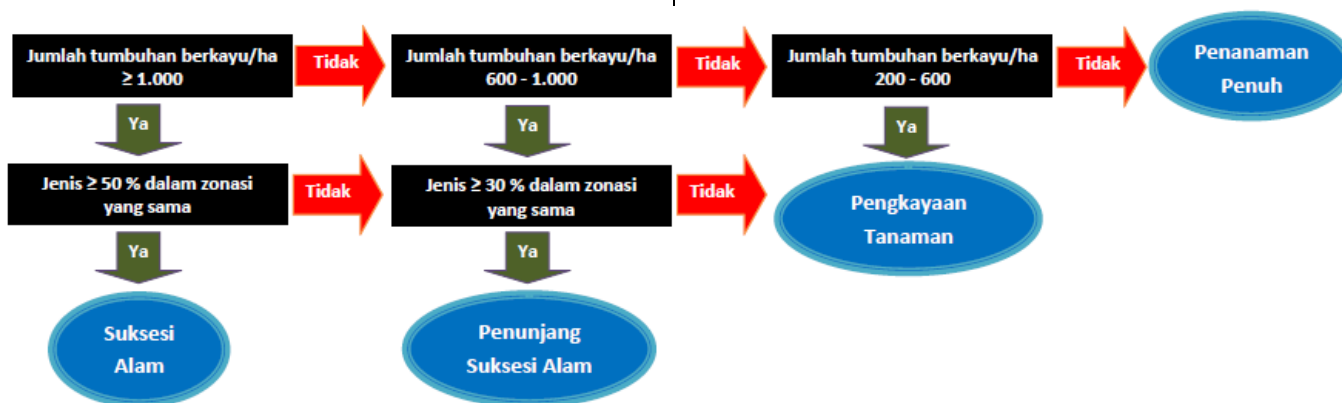 Jumlah tumbuhan berkayu/ha
≥ 1.000
Tidak
Jumlah tumbuhan berkayu/ha
600 - 1.000
Tidak
Jumlah tumbuhan berkayu/ha
200 - 600
Tidak
Penanaman
Penuh
Ya
Ya
Ya
Jenis ≥ 50 % dalam zonasi
yang sama
Tidak
Jenis ≥ 30 % dalam zonasi
yang sama
Tidak
Pengkayaan
Tanaman
Ya
Ya
Suksesi
Alam
Penunjang
Suksesi Alam